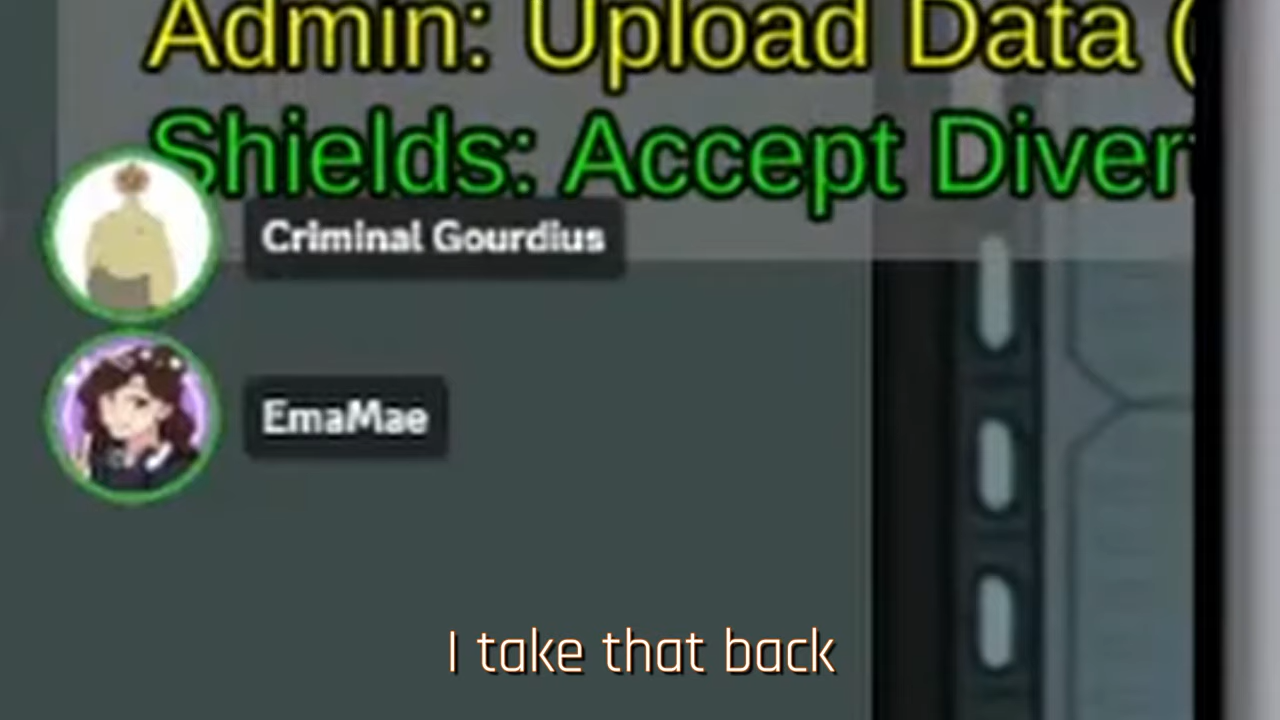 Admin: Upload Data (
Shields: Accept Diver
Criminal Gourdius
EmaMae
I take that back